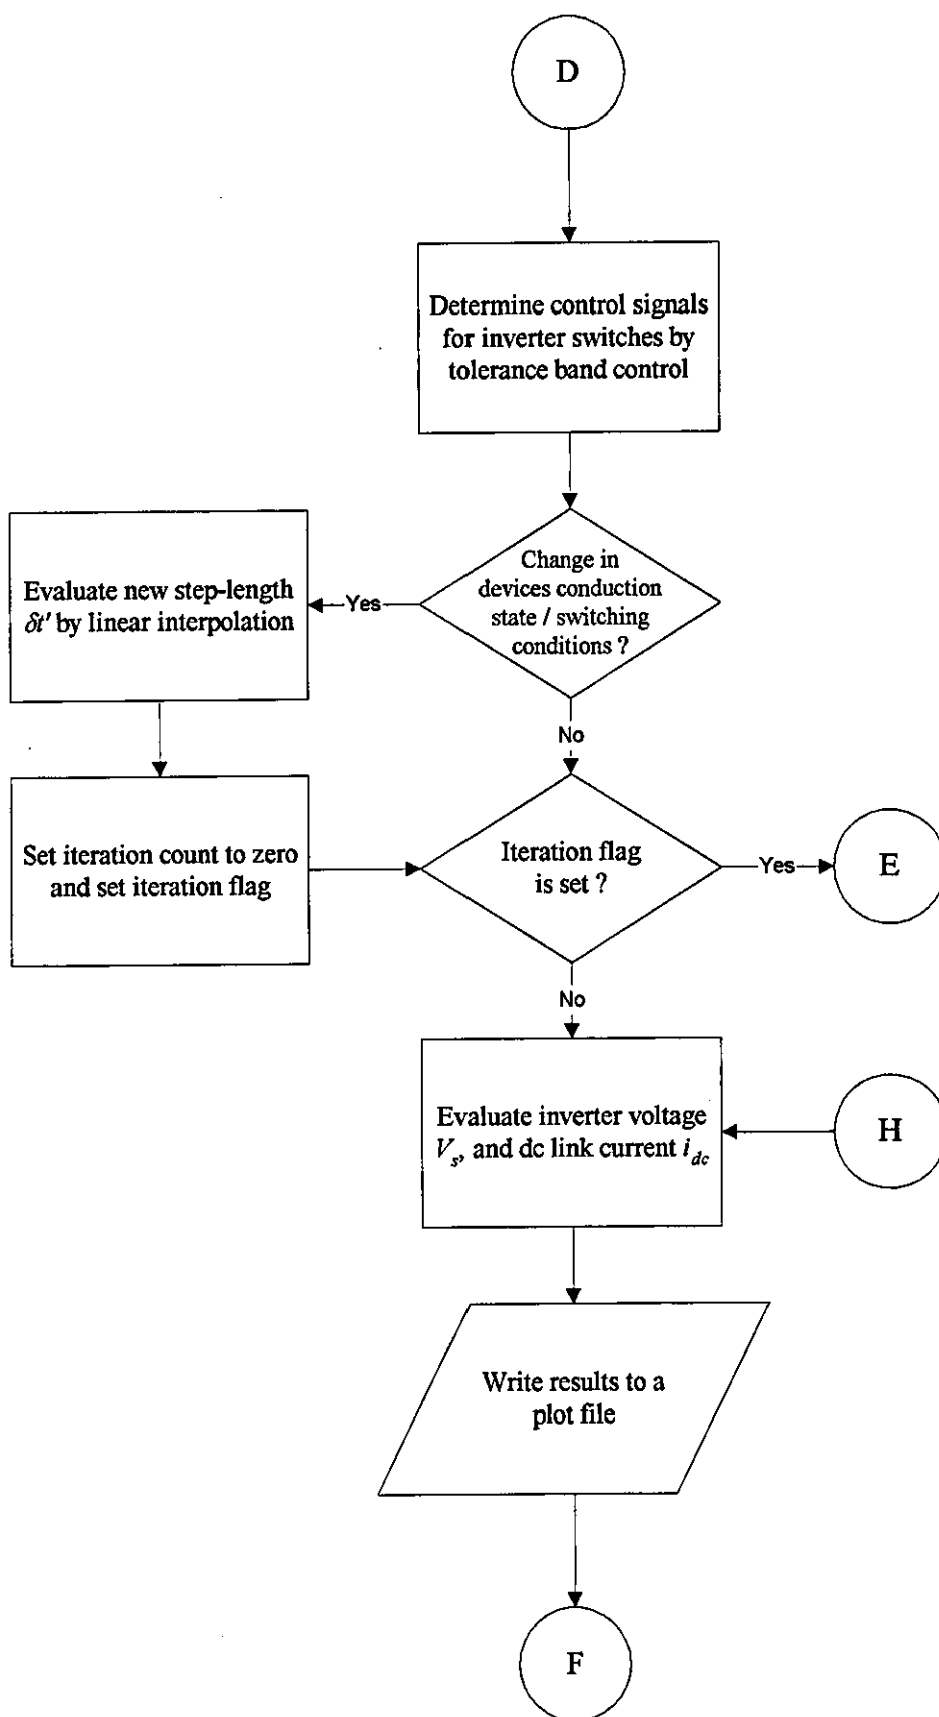 D
Determine control signals
for inverter switches by
tolerance band control
Change in
devices conduction
state / switching
conditions ?
Yes
Evaluate new step-length
δt' by linear interpolation
No
Set iteration count to zero
and set iteration flag
Iteration flag
is set ?
Yes
E
No
Evaluate inverter voltage
Vs, and dc link current idc
H
Write results to a
plot file
F